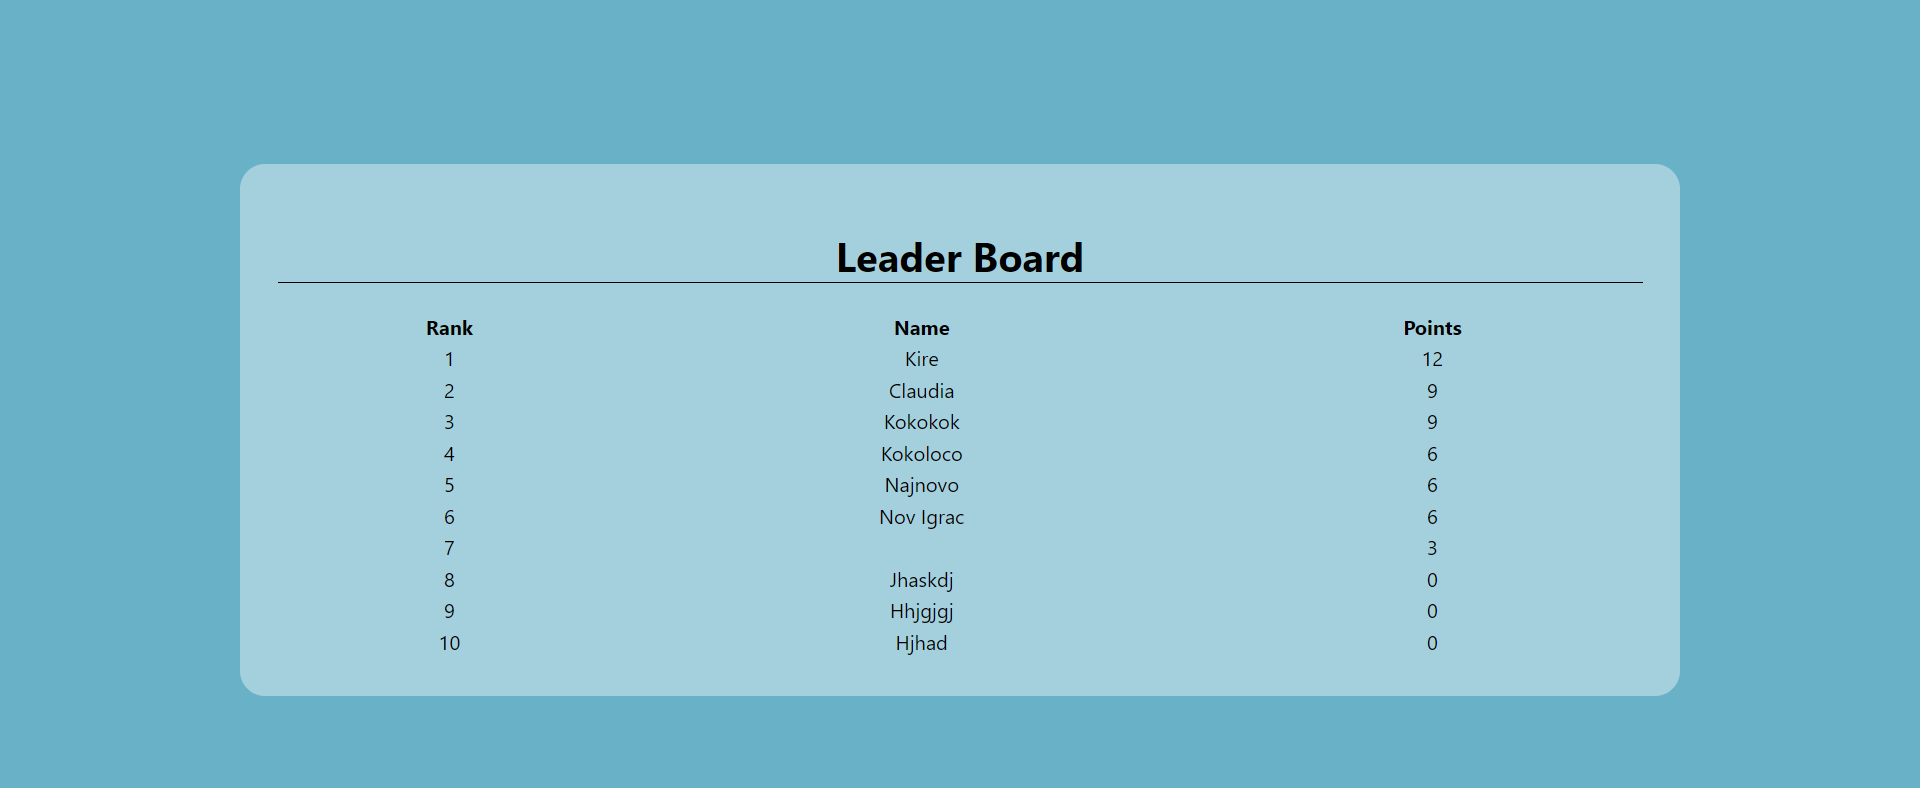 Leader Board
Rank Name Points
1 Kire 12
2 Claudia 9
3 Kokokok 9
4 Kokoloco 6
5 Najnovo 6
6 Nov Igrac 6
7 3
8 Jhaskdj 0
9 Hhjgjgj 0
10 Hjhad 0